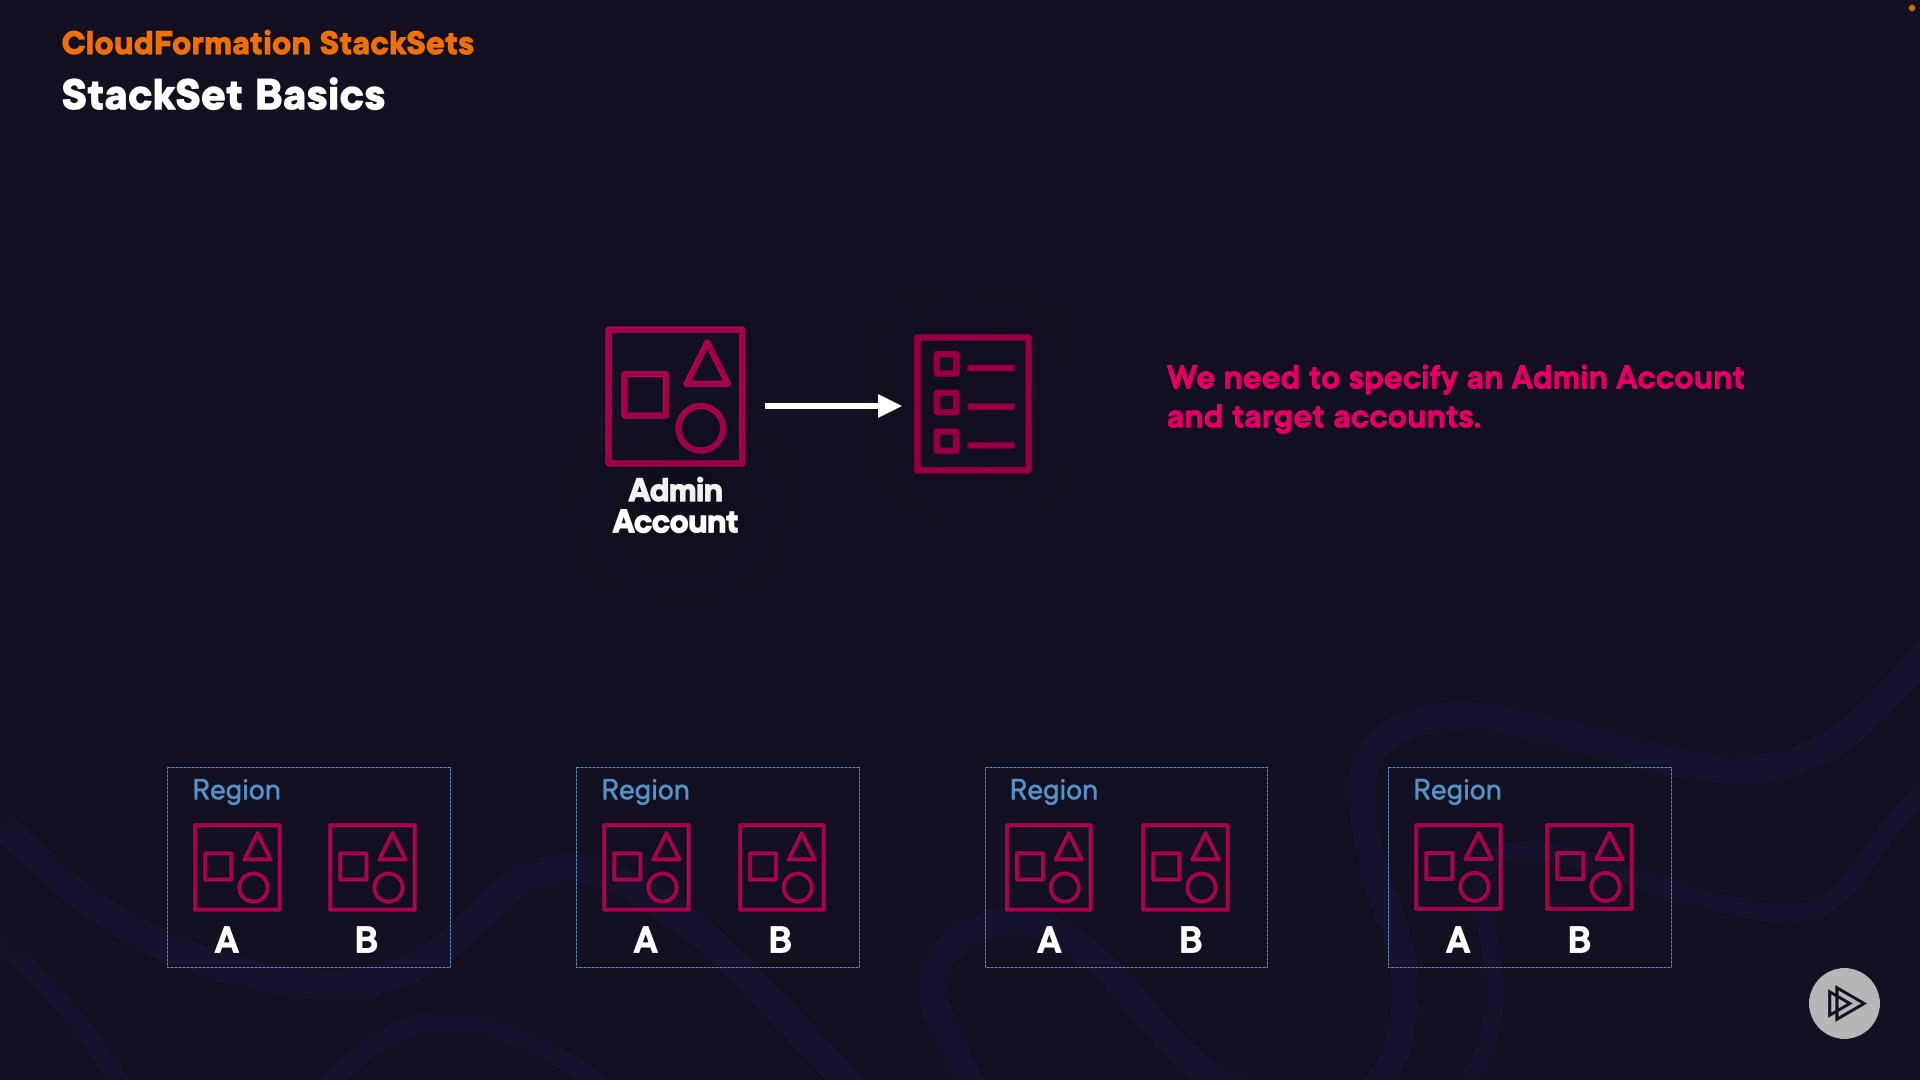 CloudFormation StackSets
StackSet Basics
We need to specify an Admin Account
and target accounts.
Admin
Account
Region
A
B
Region
A
B
Region
A
B
Region
A
B